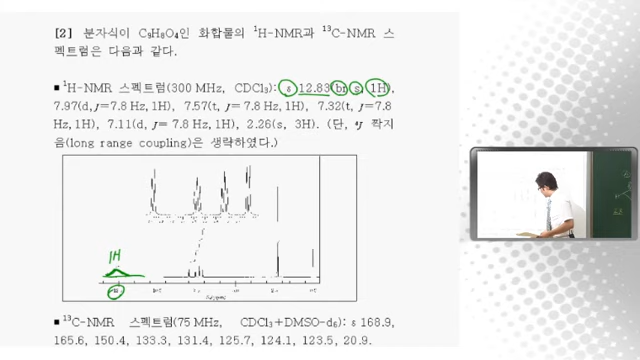 [2] 분자식이 C₉H₈O₄인 화합물의 ¹H-NMR과 ¹³C-NMR 스
펙트럼은 다음과 같다.
■ ¹H-NMR 스펙트럼(300 MHz, CDCl₃): δ 12.83(br s, 1H),
7.97(d, J=7.8 Hz, 1H), 7.57(t, J= 7.8 Hz, 1H), 7.32(t, J=7.8
Hz, 1H), 7.11(d, J= 7.8 Hz, 1H), 2.26(s, 3H). (단, ⁴J 짝지
음(long range coupling)은 생략하였다.)
1H
■ ¹³C-NMR 스펙트럼(75 MHz, CDCl₃+DMSO-d₆): δ 168.9,
165.6, 150.4, 133.3, 131.4, 125.7, 124.1, 123.5, 20.9.